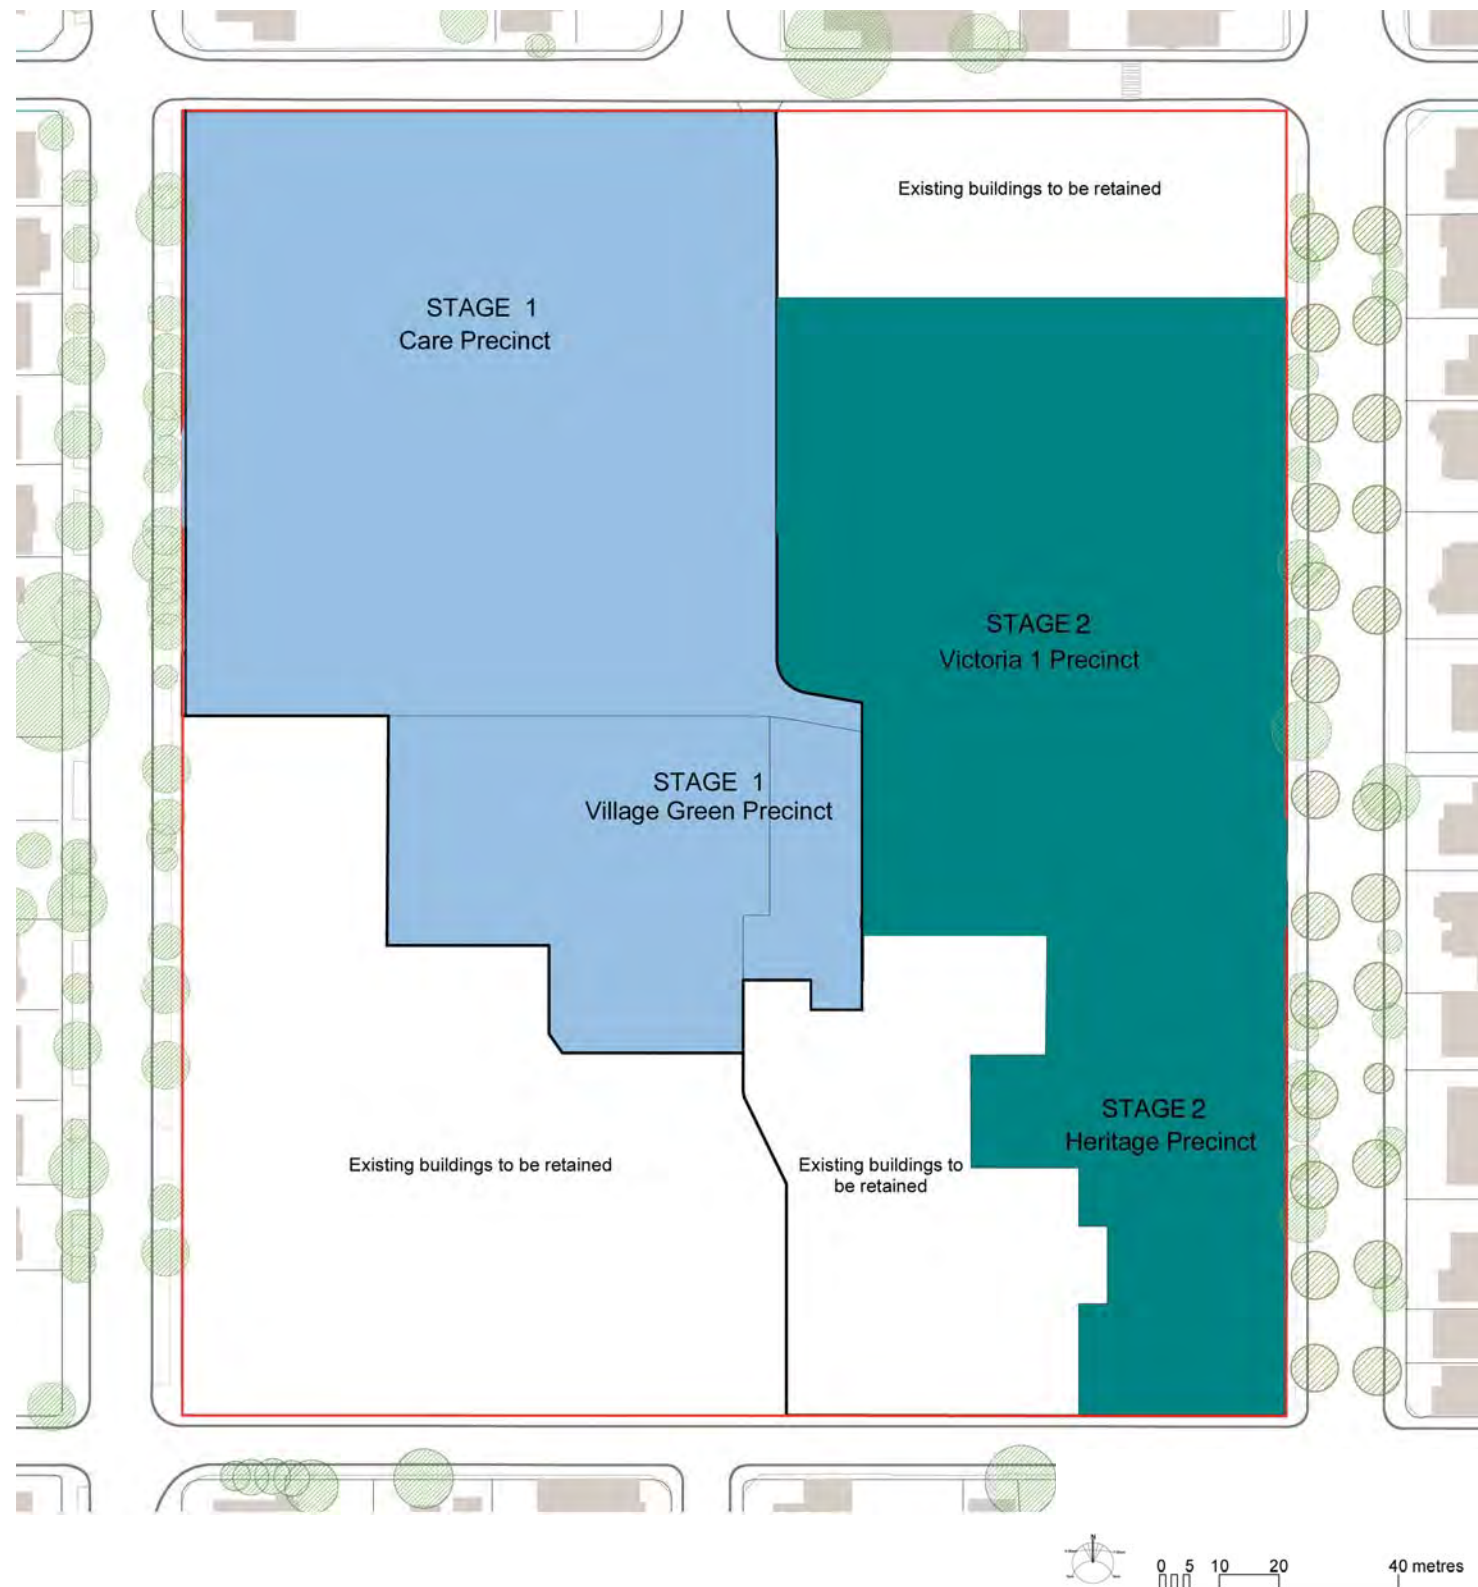 Existing buildings to be retained
STAGE 1
Care Precinct
STAGE 2
Victoria 1 Precinct
STAGE 1
Village Green Precinct
STAGE 2
Heritage Precinct
Existing buildings to be retained
Existing buildings to
be retained
N
0 5 10 20 40 metres